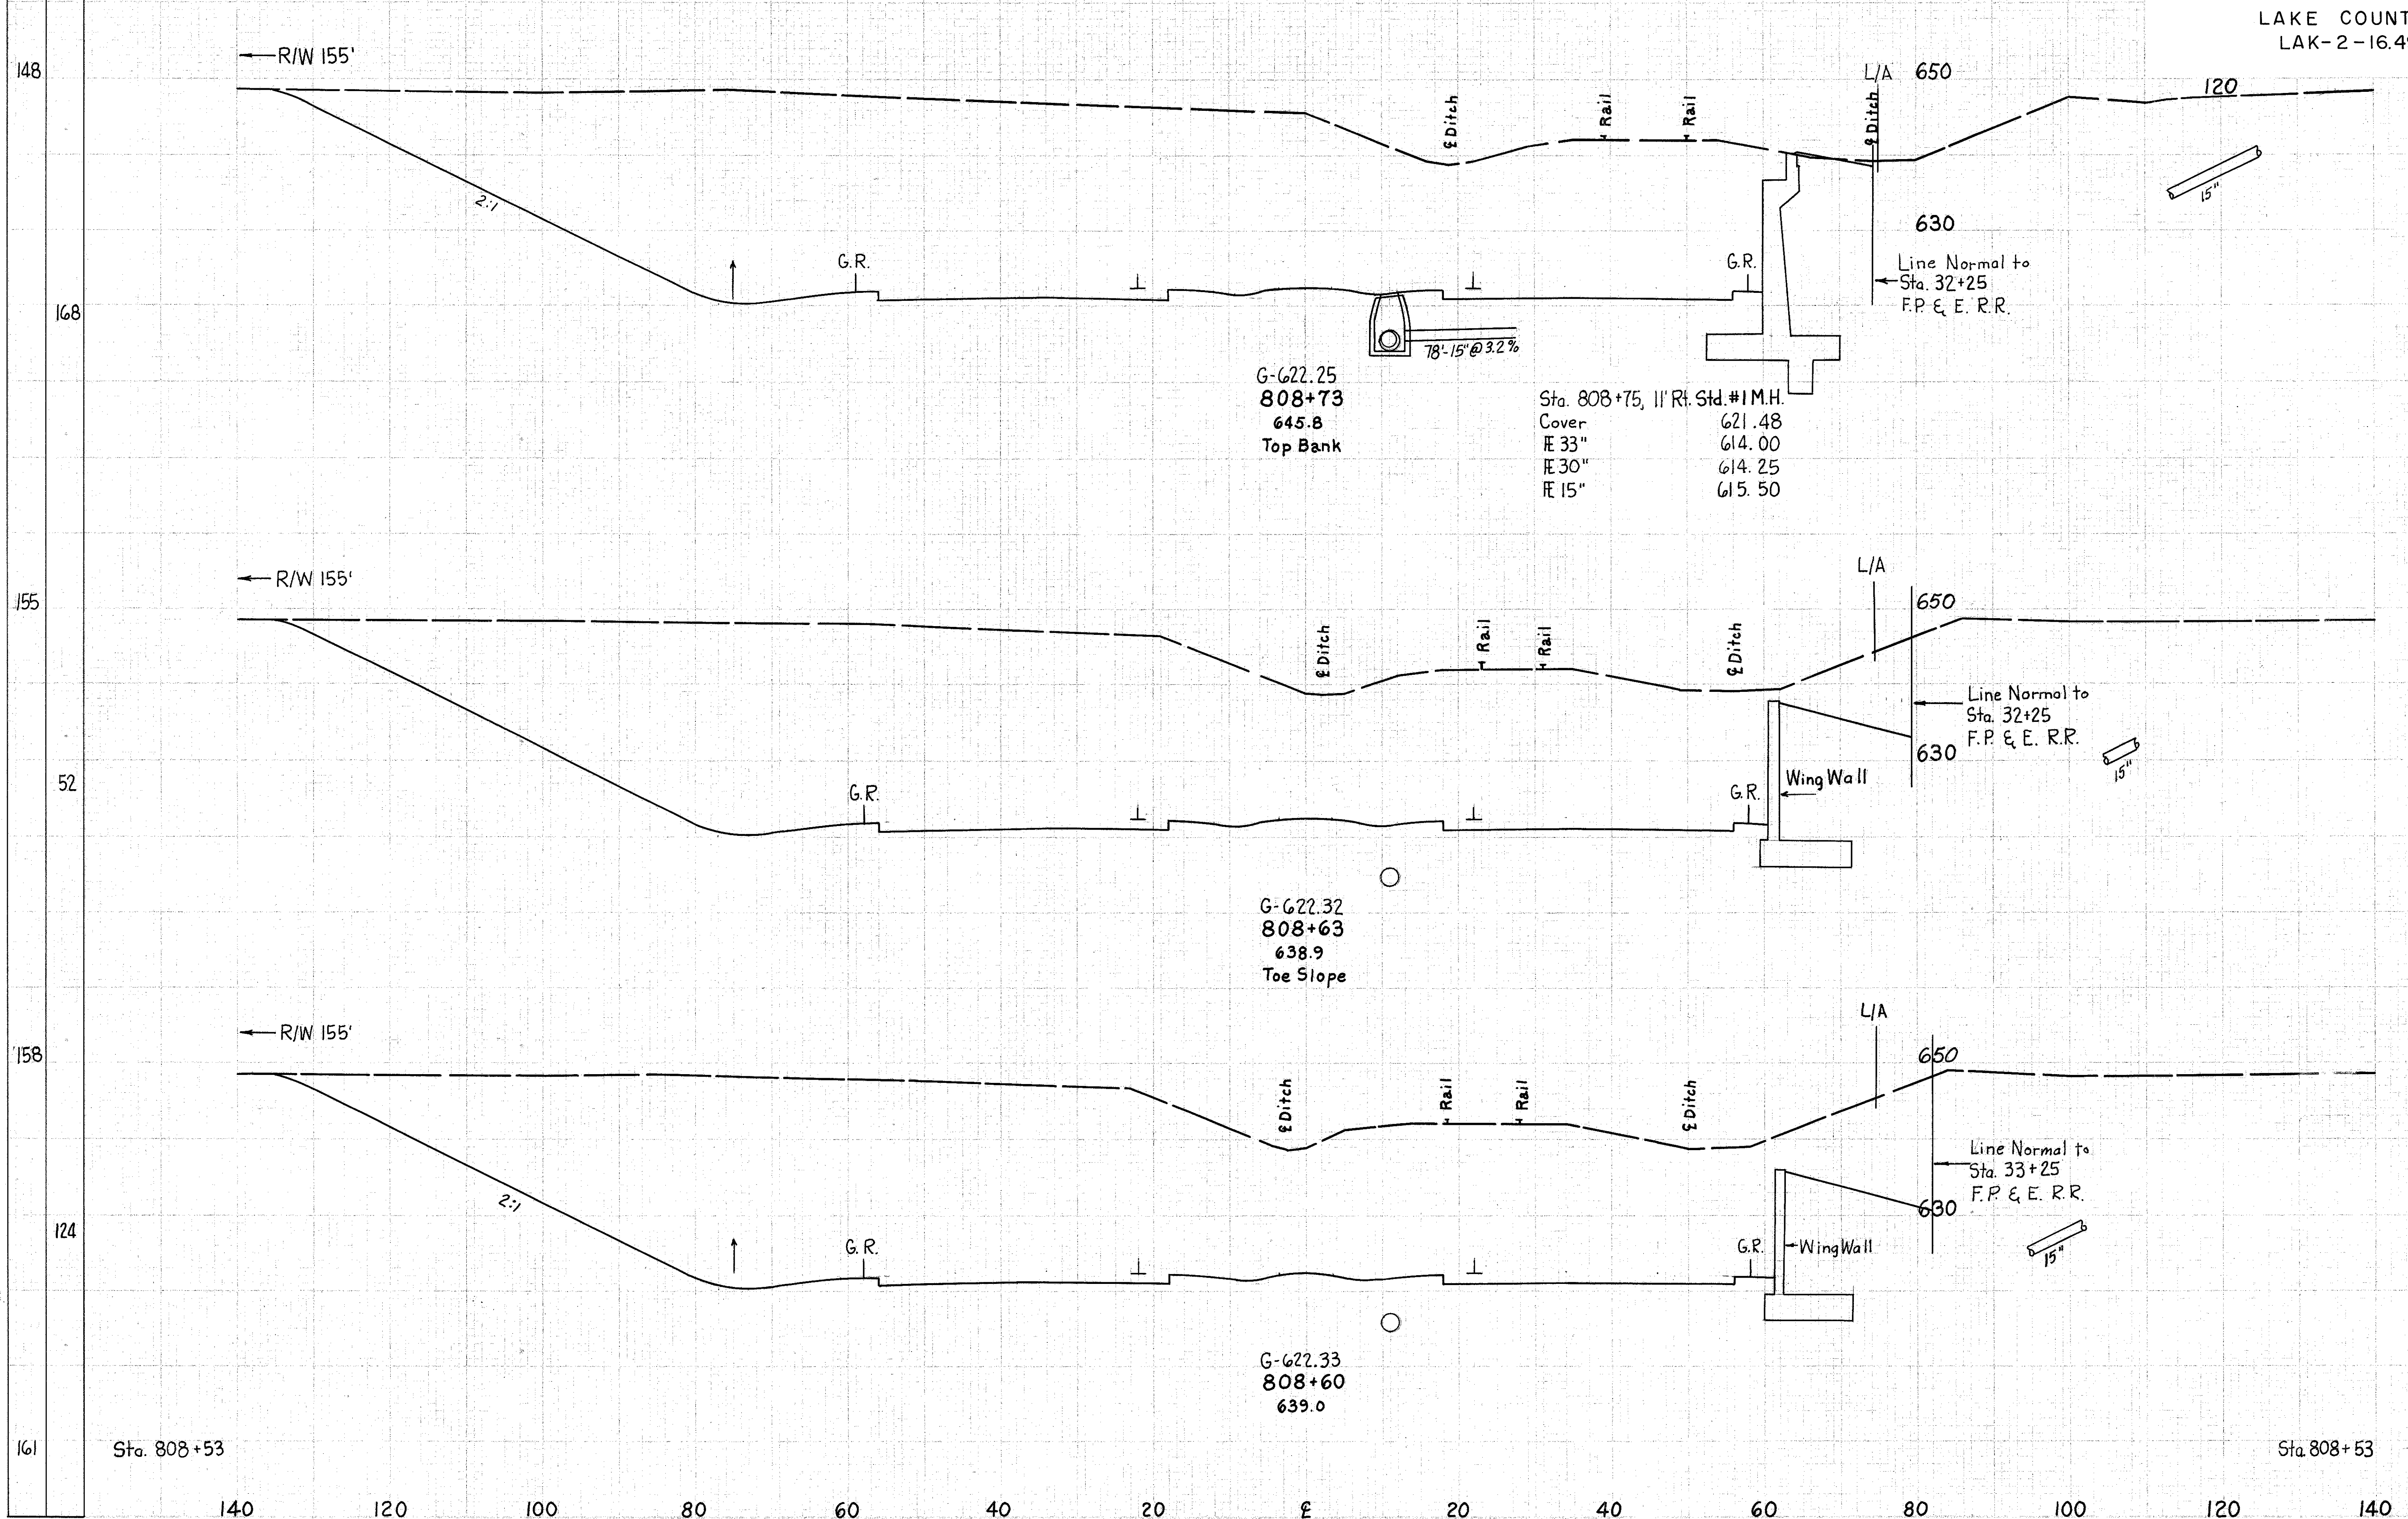 LAKE COUNT
LAK-2-16.4
148
R/W 155'
L/A
650
120
℄ Ditch
Rail
Rail
℄ Ditch
15"
2:1
630
G.R.
G.R.
Line Normal to
Sta. 32+25
F.P. & E. R.R.
168
78'-15"@3.2%
G-622.25
808+73
645.8
Top Bank
Sta. 808+75, 11' Rt. Std. #1 M.H.
Cover 621.48
FE 33" 614.00
FE 30" 614.25
FE 15" 615.50
R/W 155'
L/A
155
650
℄ Ditch
Rail
Rail
℄ Ditch
Line Normal to
Sta. 32+25
F.P. & E. R.R.
630
15"
52
Wing Wall
G.R.
G.R.
G-622.32
808+63
638.9
Toe Slope
R/W 155'
L/A
158
650
℄ Ditch
Rail
Rail
℄ Ditch
Line Normal to
Sta. 33+25
F.P. & E. R.R.
2:1
630
124
G.R.
G.R.
Wing Wall
15"
G-622.33
808+60
639.0
161
Sta. 808+53
Sta. 808+53
140 120 100 80 60 40 20 ℄ 20 40 60 80 100 120 140